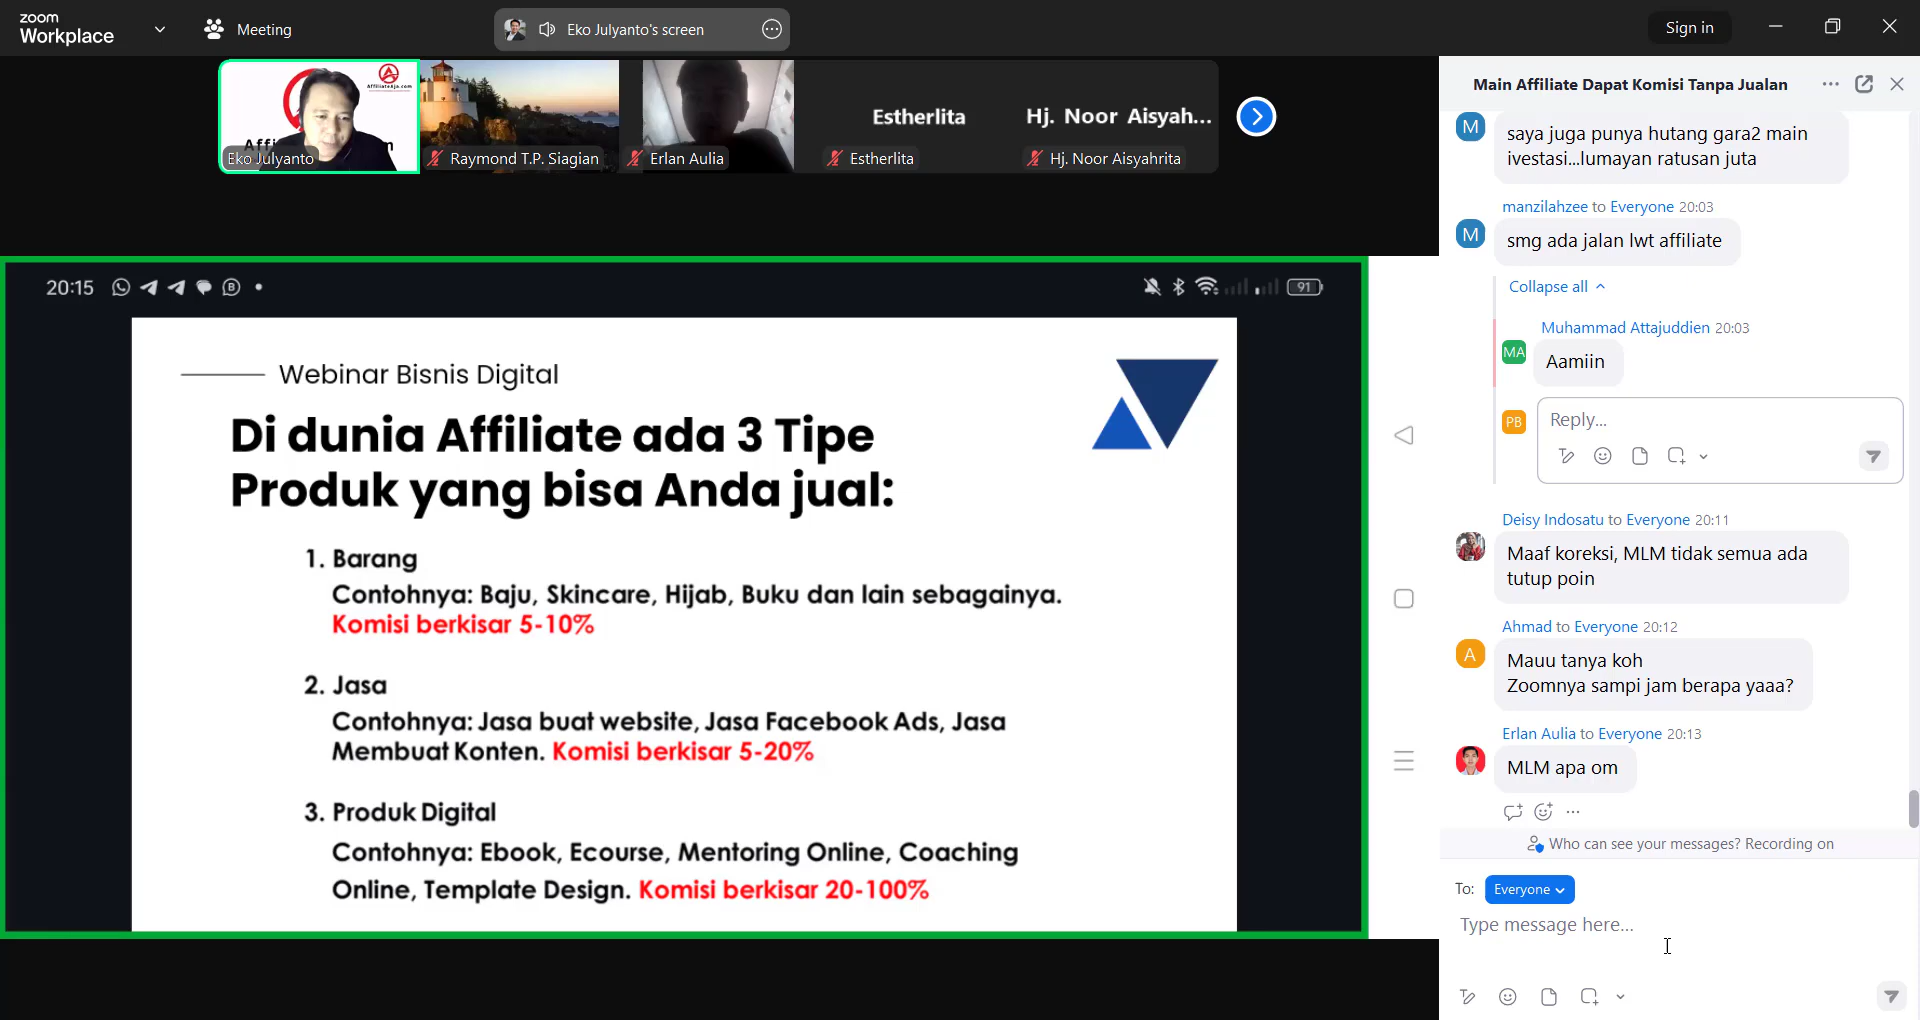 zoom
Workplace
Meeting
Eko Julyanto's screen
Sign in
AffiliateAja.com
Eko Julyanto
Raymond T.P. Siagian
Erlan Aulia
Estherlita
Estherlita
Hj. Noor Aisyah...
Hj. Noor Aisyahrita
20:15
91
Webinar Bisnis Digital
Di dunia Affiliate ada 3 Tipe
Produk yang bisa Anda jual:
1. Barang
Contohnya: Baju, Skincare, Hijab, Buku dan lain sebagainya.
Komisi berkisar 5-10%
2. Jasa
Contohnya: Jasa buat website, Jasa Facebook Ads, Jasa
Membuat Konten. Komisi berkisar 5-20%
3. Produk Digital
Contohnya: Ebook, Ecourse, Mentoring Online, Coaching
Online, Template Design. Komisi berkisar 20-100%
Main Affiliate Dapat Komisi Tanpa Jualan
M
saya juga punya hutang gara2 main
ivestasi...lumayan ratusan juta
manzilahzee to Everyone 20:03
M
smg ada jalan lwt affiliate
Collapse all
Muhammad Attajuddien 20:03
MA
Aamiin
PB
Reply...
Deisy Indosatu to Everyone 20:11
Maaf koreksi, MLM tidak semua ada
tutup poin
Ahmad to Everyone 20:12
A
Mauu tanya koh
Zoomnya sampi jam berapa yaaa?
Erlan Aulia to Everyone 20:13
MLM apa om
Who can see your messages? Recording on
To: Everyone
Type message here...